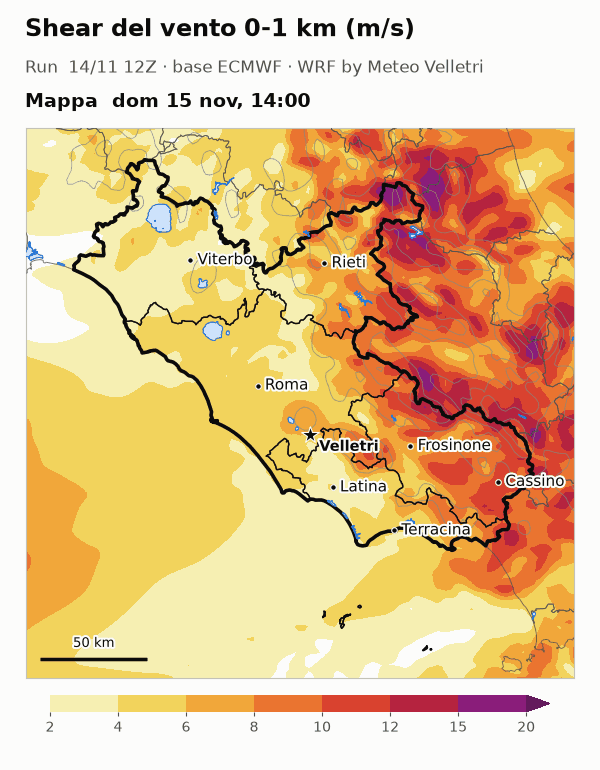 Shear del vento 0-1 km (m/s)
Run  14/11 12Z · base ECMWF · WRF by Meteo Velletri
Mappa  dom 15 nov, 14:00
Viterbo
Rieti
Roma
Velletri
Frosinone
Latina
Cassino
Terracina
50 km
2 4 6 8 10 12 15 20